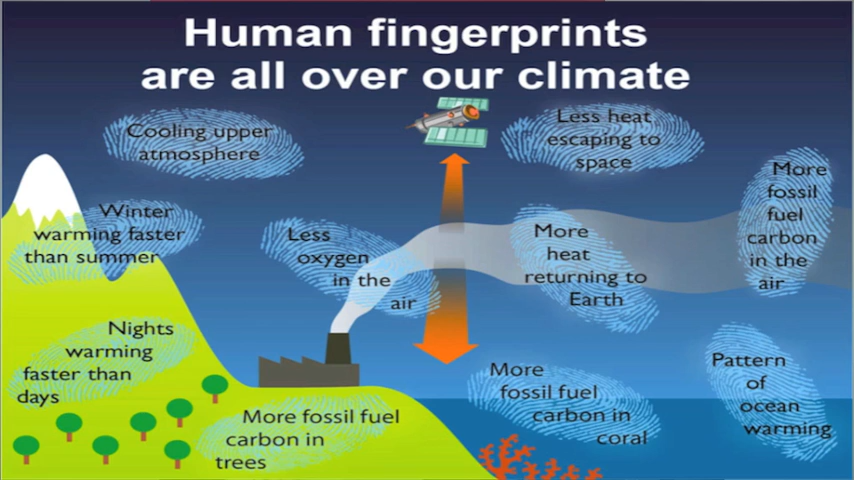 Human fingerprints
are all over our climate
Cooling upper
atmosphere
Less heat
escaping to
space
More
fossil
fuel
carbon
in the
air
Winter
warming faster
than summer
Less
oxygen
in the
air
More
heat
returning to
Earth
Nights
warming
faster than
days
More
fossil fuel
carbon in
coral
Pattern
of
ocean
warming
More fossil fuel
carbon in
trees